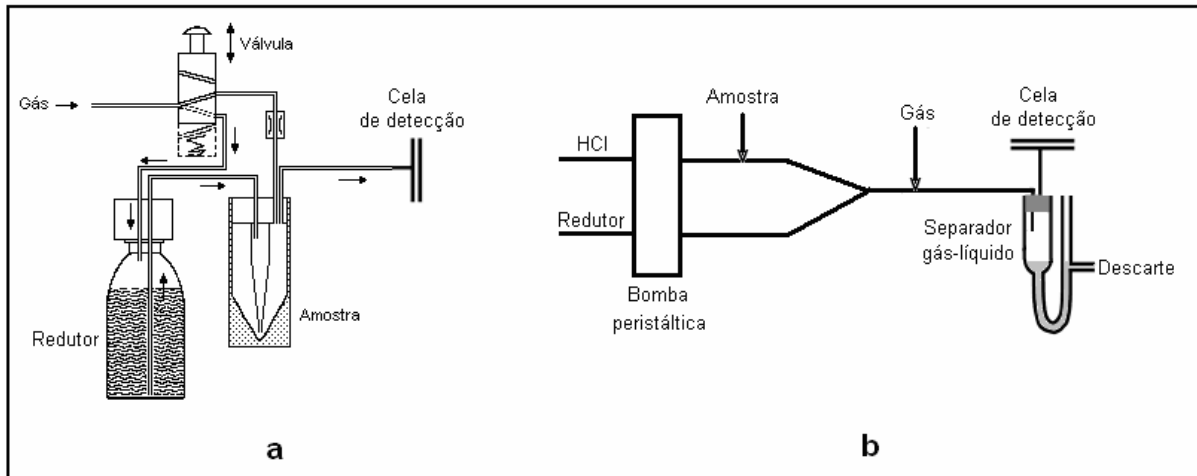 Válvula
Gás
Cela
de detecção
Redutor
Amostra
a
Amostra
Gás
Cela
de detecção
HCl
Redutor
Bomba
peristáltica
Separador
gás-líquido
Descarte
b